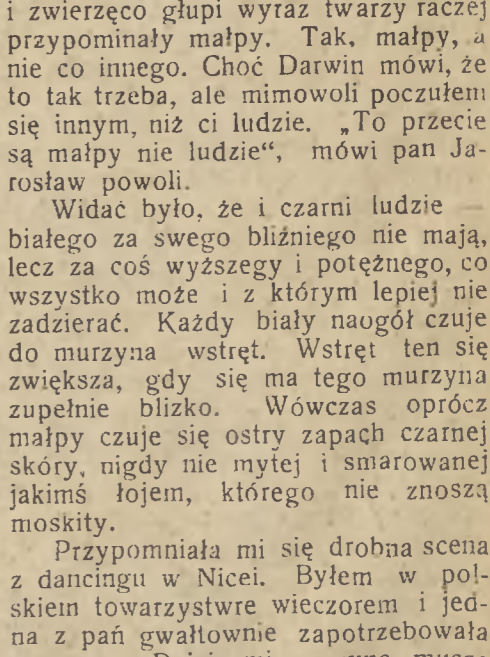 i zwierzęco głupi wyraz twarzy raczej
przypominały małpy. Tak, małpy, a
nie co innego. Choć Darwin mówi, że
to tak trzeba, ale mimowoli poczułem
się innym, niż ci ludzie. „To przecie
są małpy nie ludzie“, mówi pan Ja-
rosław powoli.
Widać było, że i czarni ludzie —
białego za swego bliźniego nie mają,
lecz za coś wyższegy i potężnego, co
wszystko może i z którym lepiej nie
zadzierać. Każdy biały naogół czuje
do murzyna wstręt. Wstręt ten się
zwiększa, gdy się ma tego murzyna
zupełnie blizko. Wówczas oprócz
małpy czuje się ostry zapach czarnej
skóry, nigdy nie mytej i smarowanej
jakimś łojem, którego nie znoszą
moskity.
Przypomniała mi się drobna scena
z dancingu w Nicei. Byłem w pol-
skiem towarzystwre wieczorem i jed-
na z pań gwałtownie zapotrzebowała